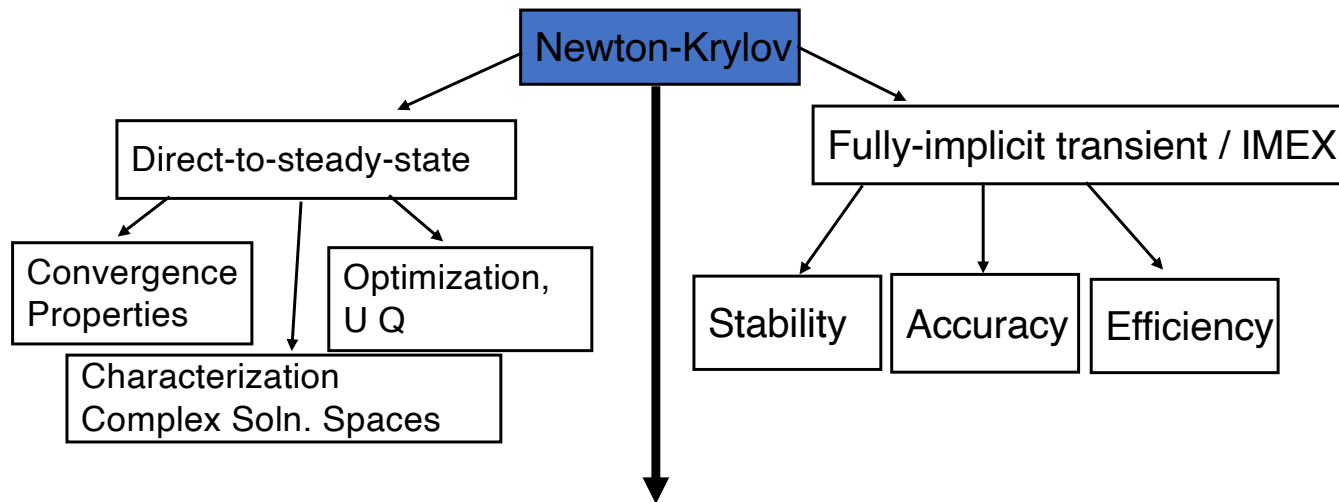 Newton-Krylov
Direct-to-steady-state
Fully-implicit transient / IMEX
Convergence
Properties
Optimization,
U Q
Characterization
Complex Soln. Spaces
Stability
Accuracy
Efficiency